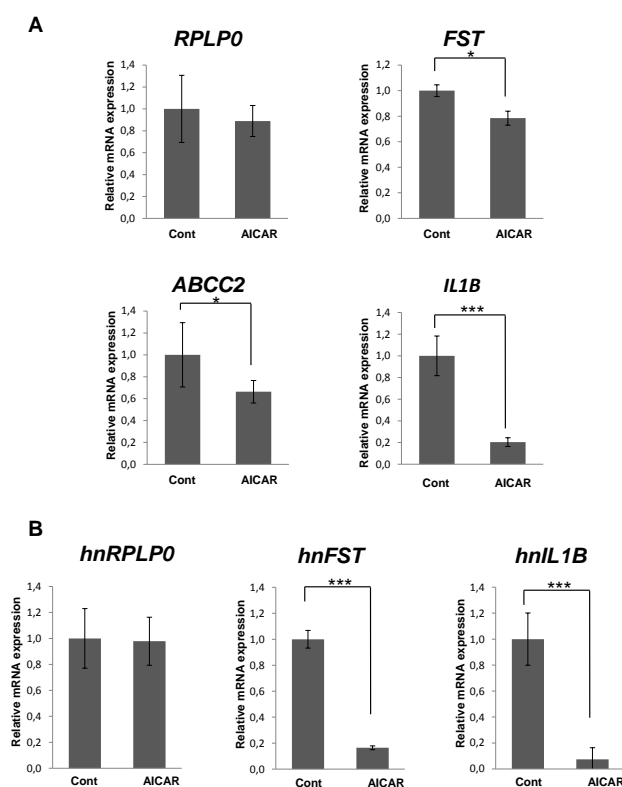 A
RPLP0
Relative mRNA expression
1,4
1,2
1,0
0,8
0,6
0,4
0,2
0,0
Cont AICAR
FST
*
Relative mRNA expression
1,4
1,2
1,0
0,8
0,6
0,4
0,2
0,0
Cont AICAR
ABCC2
*
Relative mRNA expression
1,4
1,2
1,0
0,8
0,6
0,4
0,2
0,0
Cont AICAR
IL1B
***
Relative mRNA expression
1,4
1,2
1,0
0,8
0,6
0,4
0,2
0,0
Cont AICAR
B
hnRPLP0
Relative mRNA expression
1,4
1,2
1,0
0,8
0,6
0,4
0,2
0,0
Cont AICAR
hnFST
***
Relative mRNA expression
1,4
1,2
1,0
0,8
0,6
0,4
0,2
0,0
Cont AICAR
hnIL1B
***
Relative mRNA expression
1,4
1,2
1,0
0,8
0,6
0,4
0,2
0,0
Cont AICAR